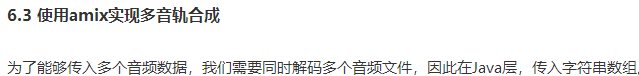 6.3 使用amix实现多音轨合成
为了能够传入多个音频数据，我们需要同时解码多个音频文件，因此在Java层，传入字符串数组